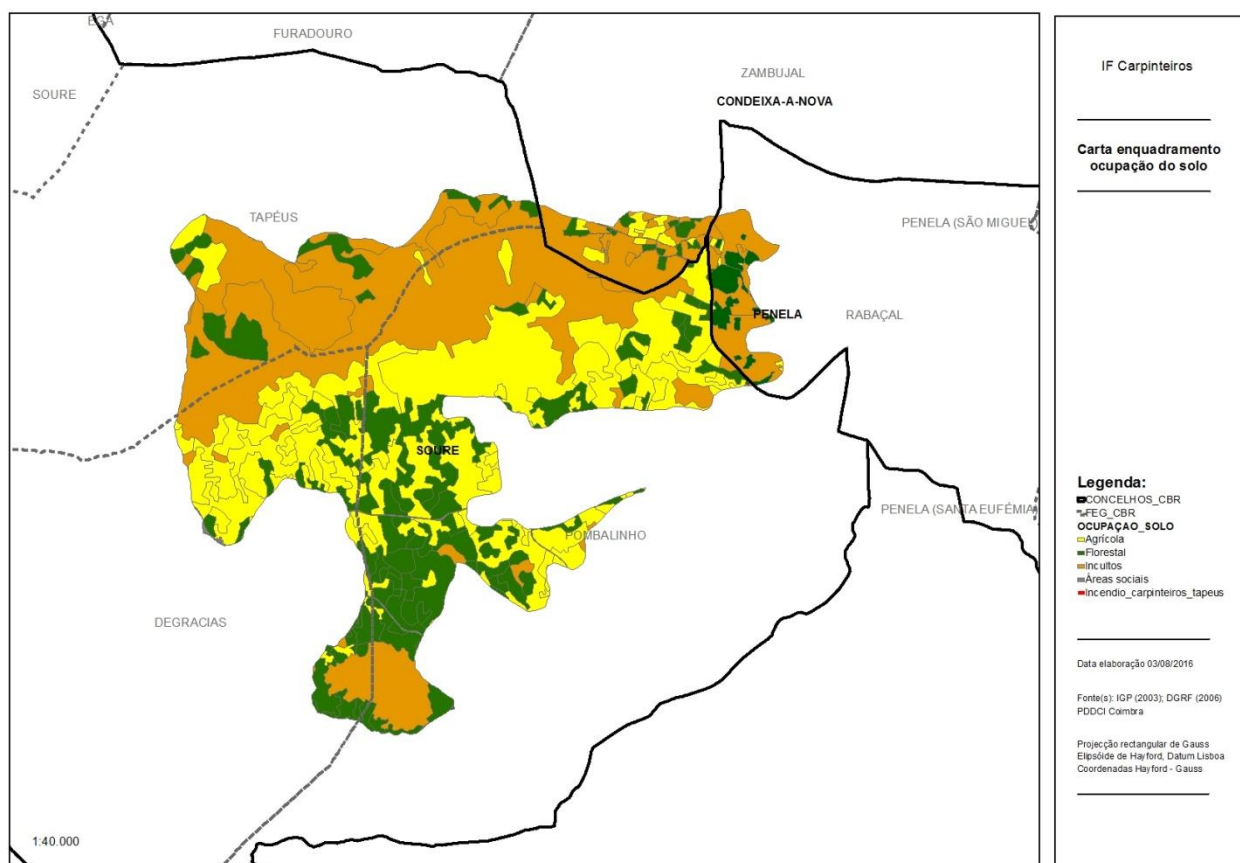 EGA
FURADOURO
SOURE
ZAMBUJAL
CONDEIXA-A-NOVA
TAPÉUS
PENELA (SÃO MIGUEL)
PENELA
RABAÇAL
SOURE
PENELA (SANTA EUFÉMIA)
POMBALINHO
DEGRACIAS
1:40.000
IF Carpinteiros
Carta enquadramento
ocupação do solo
Legenda:
CONCELHOS_CBR
FEG_CBR
OCUPAÇAO_SOLO
Agrícola
Florestal
Incultos
Áreas sociais
Incendio_carpinteiros_tapeus
Data elaboração 03/08/2016
Fonte(s): IGP (2003); DGRF (2006)
PDDCI Coimbra
Projecção rectangular de Gauss
Elipsóide de Hayford, Datum Lisboa
Coordenadas Hayford - Gauss